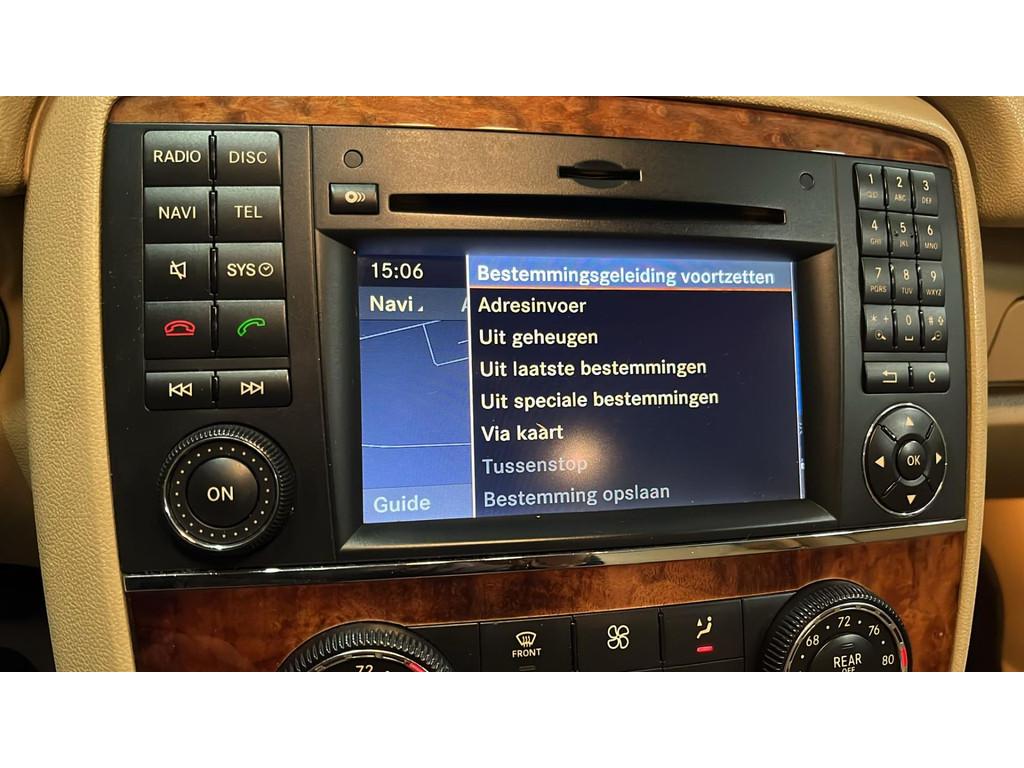 RADIO DISC
NAVI TEL
SYS
ON
15:06
Navi
Guide
Bestemmingsgeleiding voortzetten
Adresinvoer
Uit geheugen
Uit laatste bestemmingen
Uit speciale bestemmingen
Via kaart
Tussenstop
Bestemming opslaan
1 2 3
ABC DEF
4 5 6
GHI JKL MNO
7 8 9
PQRS TUV WXYZ
* + 0 #
C
OK
72
FRONT
68 72 76 80
REAR
OFF